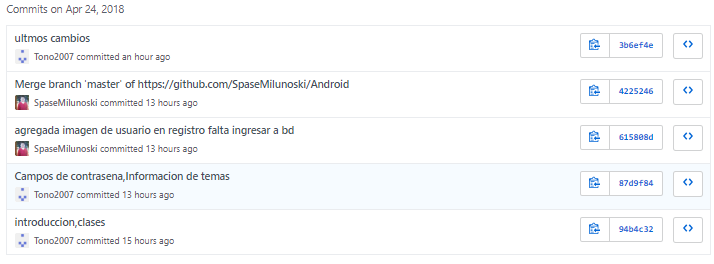 Commits on Apr 24, 2018
ultmos cambios
Tono2007 committed an hour ago
3b6ef4e
Merge branch 'master' of https://github.com/SpaseMilunoski/Android
SpaseMilunoski committed 13 hours ago
4225246
agregada imagen de usuario en registro falta ingresar a bd
SpaseMilunoski committed 13 hours ago
615808d
Campos de contrasena,Informacion de temas
Tono2007 committed 13 hours ago
87d9f84
introduccion,clases
Tono2007 committed 15 hours ago
94b4c32